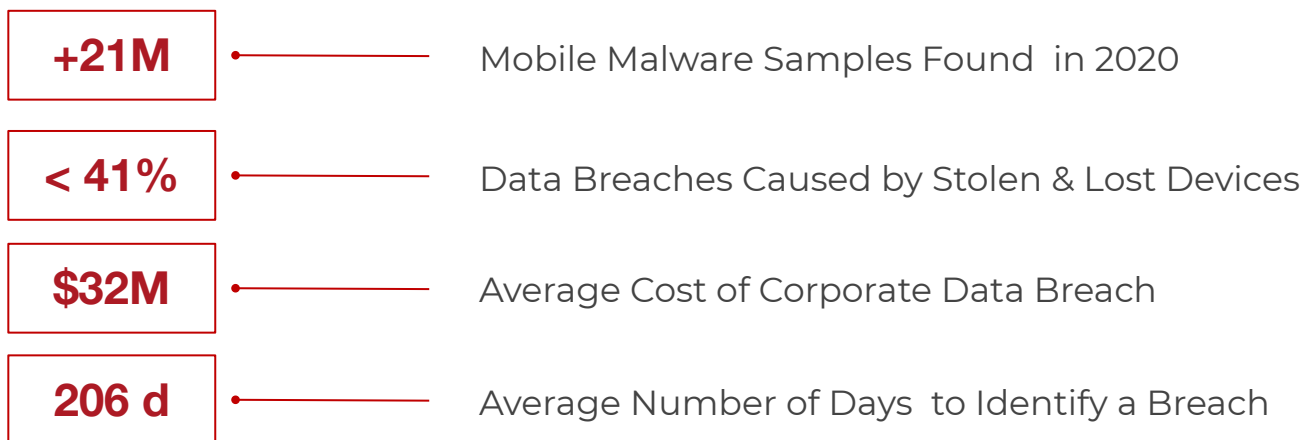 +21M Mobile Malware Samples Found in 2020
< 41% Data Breaches Caused by Stolen & Lost Devices
$32M Average Cost of Corporate Data Breach
206 d Average Number of Days to Identify a Breach